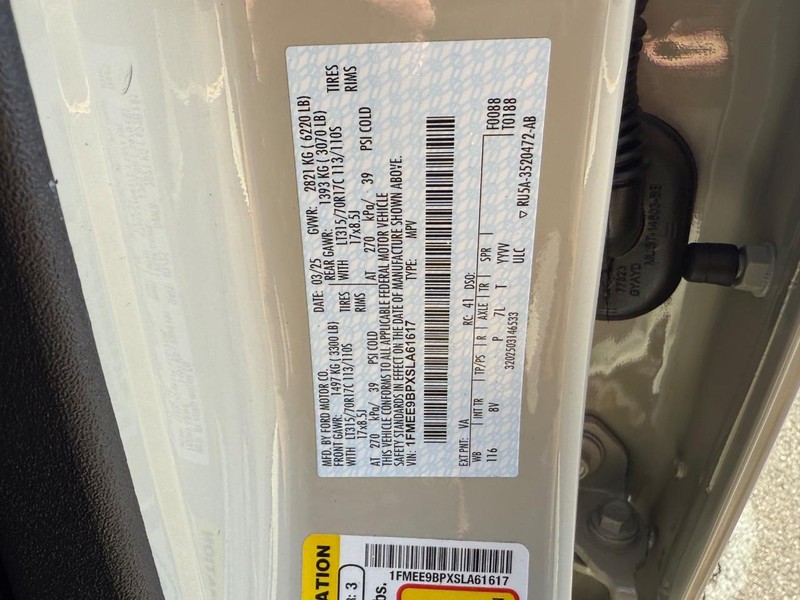 MFD. BY FORD MOTOR CO.
DATE: 03/25 GVWR: 2821 KG ( 6220 LB)
FRONT GAWR: 1497 KG ( 3300 LB)
REAR GAWR: 1393 KG ( 3070 LB)
WITH LT315/70R17C 113/110S TIRES
17x8.5J RIMS
AT 270 kPa/ 39 PSI COLD
WITH LT315/70R17C 113/110S TIRES
17x8.5J RIMS
AT 270 kPa/ 39 PSI COLD
THIS VEHICLE CONFORMS TO ALL APPLICABLE FEDERAL MOTOR VEHICLE
SAFETY STANDARDS IN EFFECT ON THE DATE OF MANUFACTURE SHOWN ABOVE.
VIN: 1FMEE9BPXSLA61617 TYPE: MPV
F0088
T0188
EXT PNT: VA RC: 41 DSO:
WB INT TR TP/PS R AXLE TR SPR
116 8V P 7L T YYVV
ULC
3202503146533
▽ RU5A-3520472-AB
1FMEE9BPXSLA61617